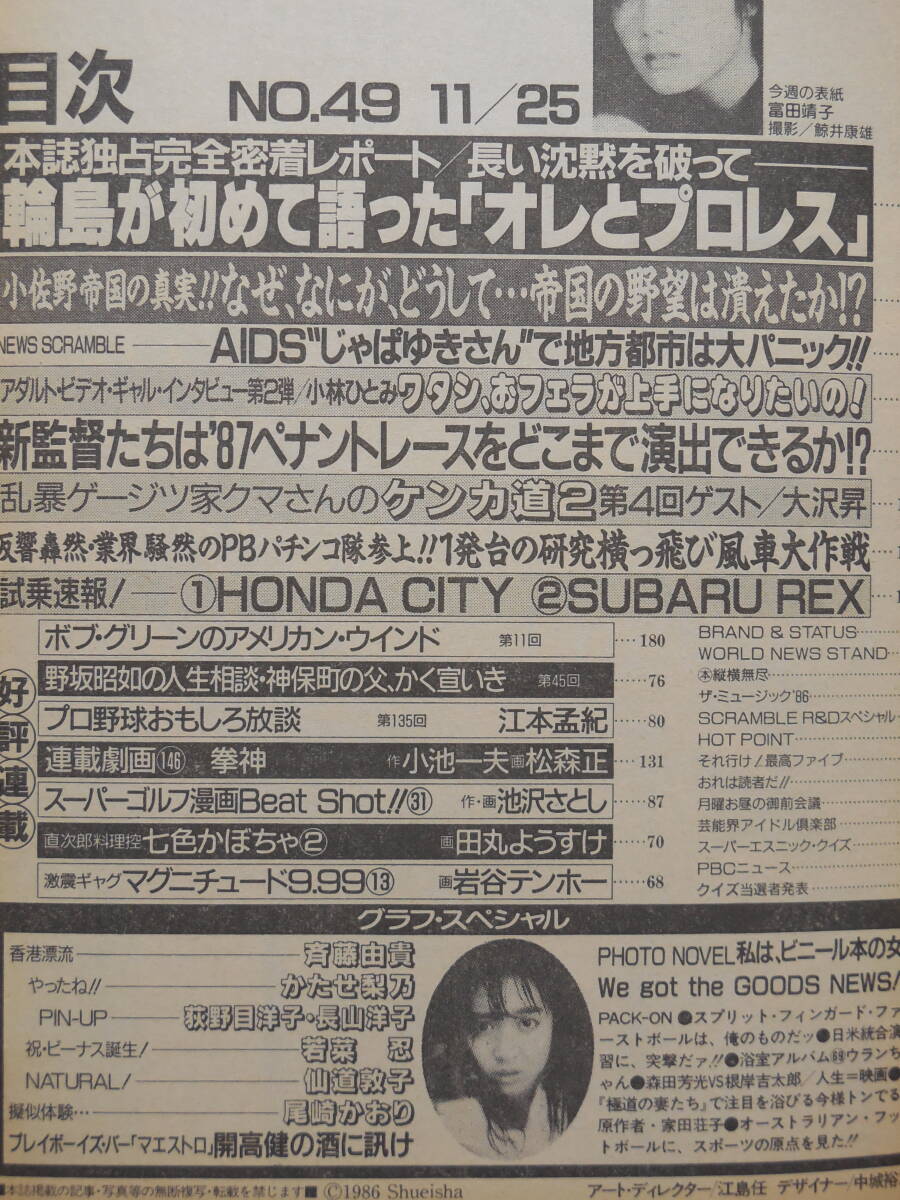 目次
NO.49 11/25
今週の表紙
富田靖子
撮影/鯨井康雄
本誌独占完全密着レポート/長い沈黙を破って――
輪島が初めて語った「オレとプロレス」
小佐野帝国の真実!!なぜ、なにが、どうして…帝国の野望は潰えたか!?
NEWS SCRAMBLE――AIDS"じゃぱゆきさん"で地方都市は大パニック!!
アダルト・ビデオ・ギャル・インタビュー第2弾/小林ひとみワタシ、おフェラが上手になりたいの!
新監督たちは'87ペナントレースをどこまで演出できるか!?
乱暴ゲージツ家クマさんのケンカ道2第4回ゲスト/大沢昇
反響轟然・業界騒然のPBパチンコ隊参上!!1発台の研究横っ飛び風車大作戦
試乗速報!―①HONDA CITY ②SUBARU REX
好評連載
ボブ・グリーンのアメリカン・ウインド 第11回 ……180
野坂昭如の人生相談・神保町の父、かく宣いき 第45回 ……76
プロ野球おもしろ放談 第135回 江本孟紀 ……80
連載劇画146 拳神 作小池一夫画松森正 ……131
スーパーゴルフ漫画Beat Shot!!㉛ 作・画池沢さとし ……87
直次郎料理控七色かぼちゃ② 画田丸ようすけ ……70
激震ギャグマグニチュード9.99⑬ 画岩谷テンホー ……68
BRAND & STATUS……
WORLD NEWS STAND…
㊍縦横無尽……
ザ・ミュージック'86……
SCRAMBLE R&Dスペシャル…
HOT POINT……
それ行け!最高ファイブ……
おれは読者だ!!……
月曜お昼の御前会議……
芸能界アイドル倶楽部……
スーパーエスニック・クイズ……
PBCニュース……
クイズ当選者発表……
グラフ・スペシャル
香港漂流――斉藤由貴
やったね!!――かたせ梨乃
PIN-UP――荻野目洋子・長山洋子
祝・ビーナス誕生!――若菜 忍
NATURAL!――仙道敦子
擬似体験…――尾崎かおり
プレイボーイズ・バー「マエストロ」開高健の酒に訊け
PHOTO NOVEL私は、ビニール本の女
We got the GOODS NEWS!
PACK-ON ●スプリット・フィンガード・ファ
ーストボールは、俺のものだッ●日米統合演
習に、突撃だァ!!●浴室アルバム69ウランち
ゃん●森田芳光VS根岸吉太郎/人生=映画●
『極道の妻たち』で注目を浴びる今様トンでる
原作者・家田荘子●オーストラリアン・フッ
トボールに、スポーツの原点を見た!!
■本誌掲載の記事・写真等の無断複写・転載を禁じます■ ©1986 Shueisha
アート・ディレクター/江島任 デザイナー/中城裕